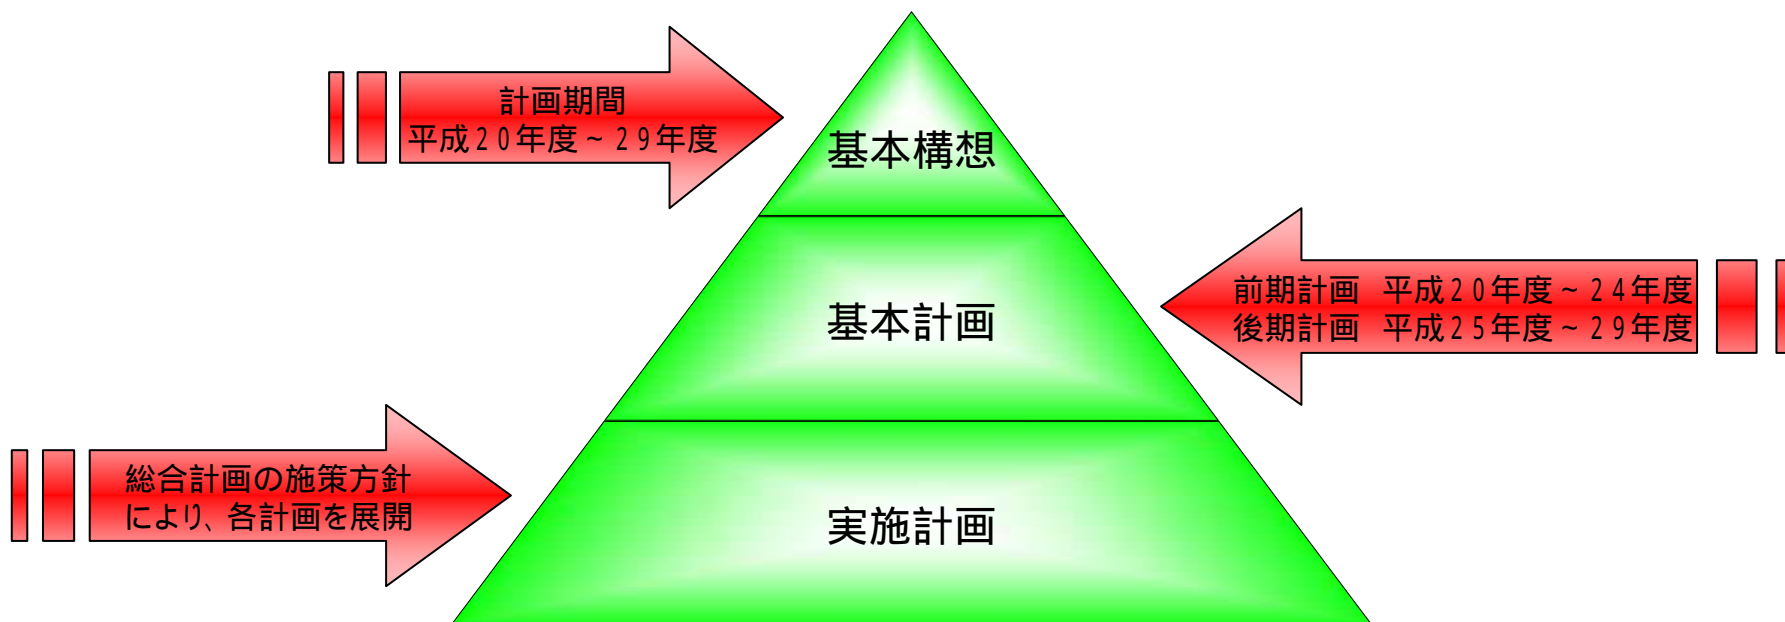 計画期間
平成20年度~29年度
基本構想
前期計画 平成20年度~24年度
後期計画 平成25年度~29年度
基本計画
総合計画の施策方針
により、各計画を展開
実施計画